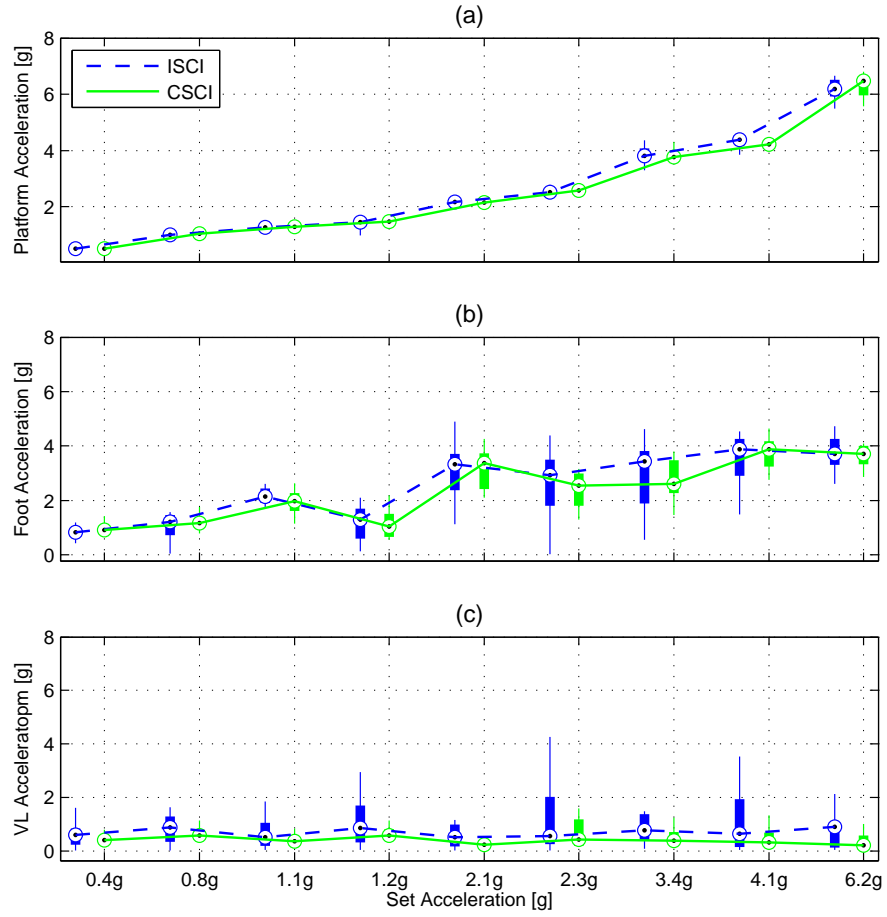 (a)
Platform Acceleration [g]
8
6
4
2
ISCI
CSCI
(b)
Foot Acceleration [g]
8
6
4
2
0
(c)
VL Acceleratopm [g]
8
6
4
2
0
0.4g 0.8g 1.1g 1.2g 2.1g 2.3g 3.4g 4.1g 6.2g
Set Acceleration [g]